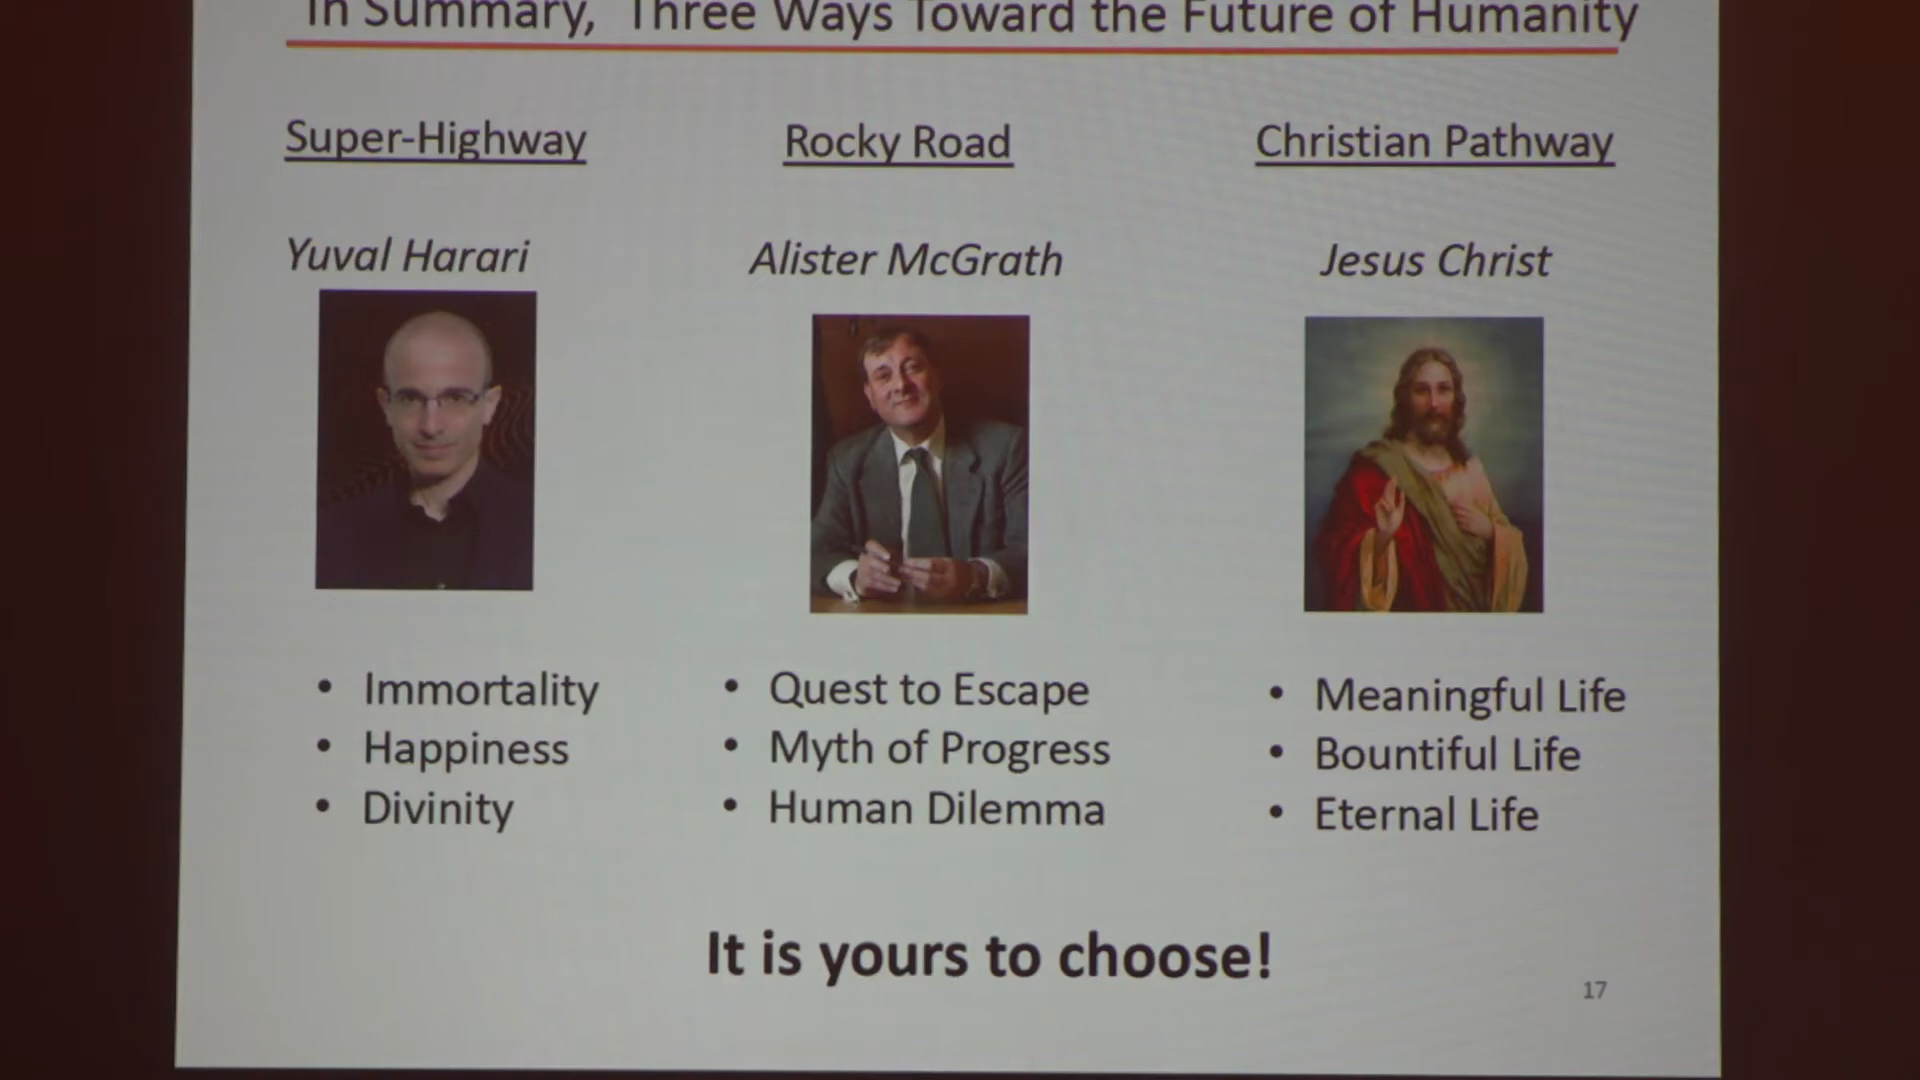 In Summary, Three Ways Toward the Future of Humanity
Super-Highway
Rocky Road
Christian Pathway
Yuval Harari
Alister McGrath
Jesus Christ
• Immortality
• Happiness
• Divinity
• Quest to Escape
• Myth of Progress
• Human Dilemma
• Meaningful Life
• Bountiful Life
• Eternal Life
It is yours to choose!
17